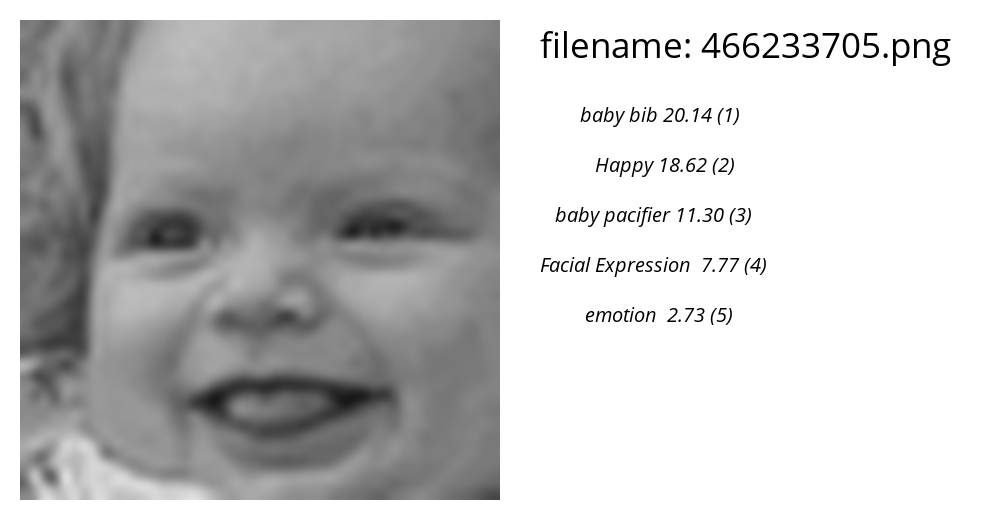 filename: 466233705.png
baby bib 20.14 (1)
Happy 18.62 (2)
baby pacifier 11.30 (3)
Facial Expression  7.77 (4)
emotion  2.73 (5)